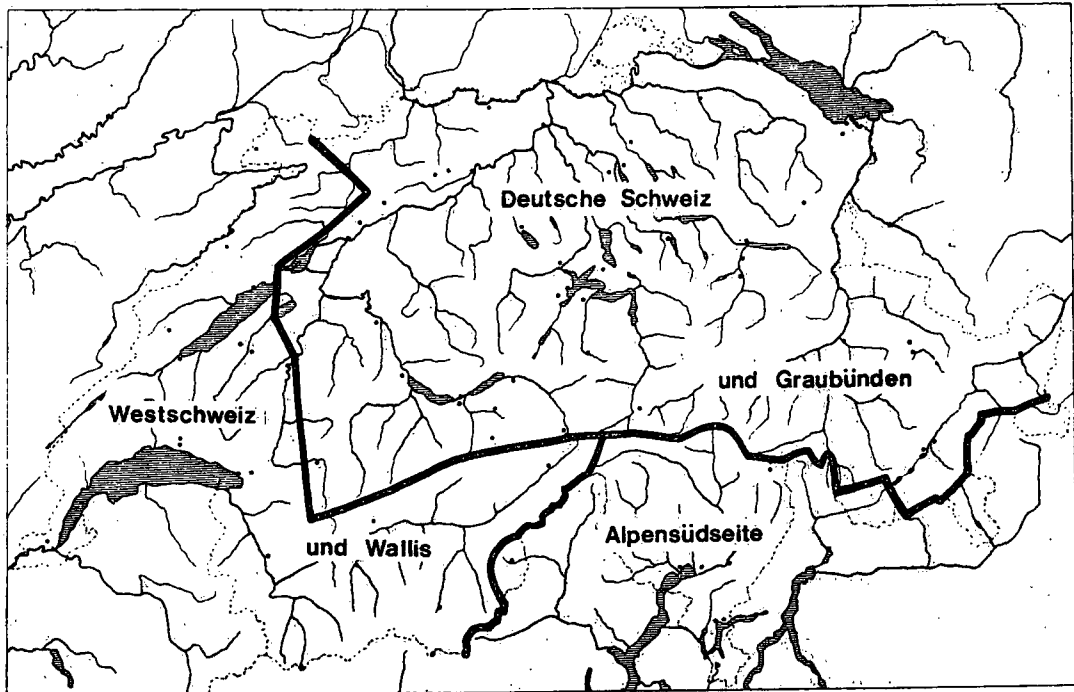 Deutsche Schweiz
und Graubünden
Westschweiz
und Wallis
Alpensüdseite